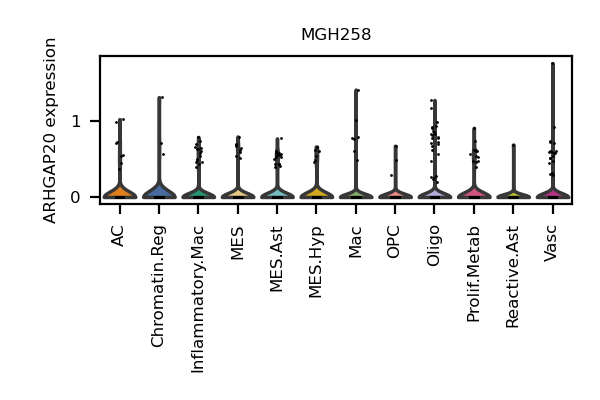 MGH258
ARHGAP20 expression
1
0
AC
Chromatin.Reg
Inflammatory.Mac
MES
MES.Ast
MES.Hyp
Mac
OPC
Oligo
Prolif.Metab
Reactive.Ast
Vasc